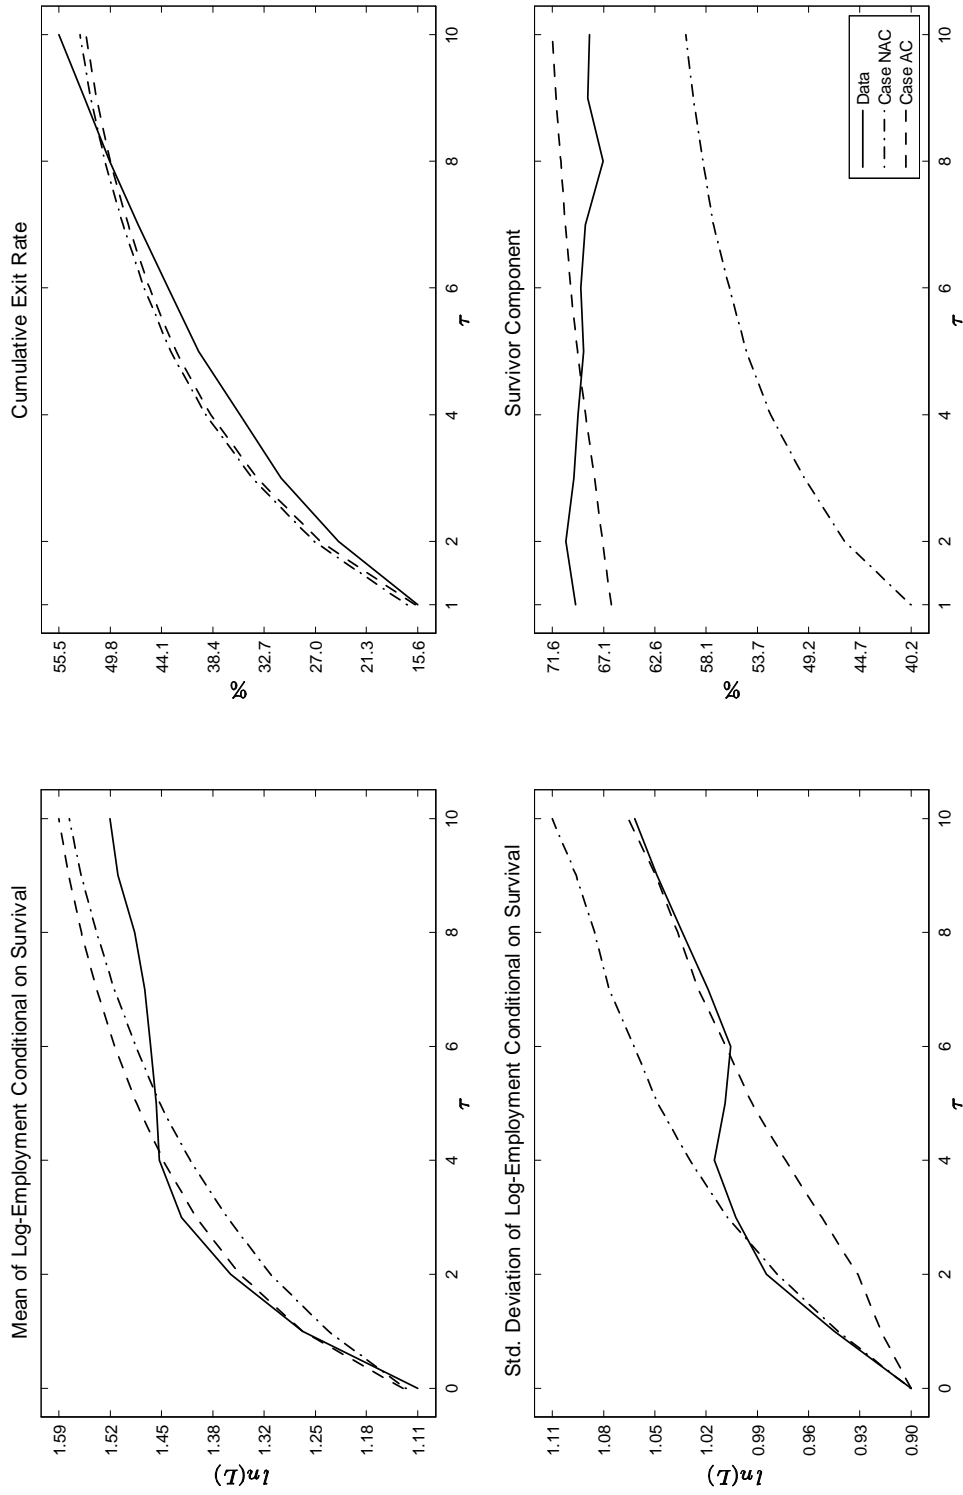 Mean of Log-Employment Conditional on Survival
ln(L)
1.59
1.52
1.45
1.38
1.32
1.25
1.18
1.11
0 2 4 6 8 10
τ
Cumulative Exit Rate
%
55.5
49.8
44.1
38.4
32.7
27.0
21.3
15.6
1 2 4 6 8 10
τ
Std. Deviation of Log-Employment Conditional on Survival
ln(L)
1.11
1.08
1.05
1.02
0.99
0.96
0.93
0.90
0 2 4 6 8 10
τ
Survivor Component
%
71.6
67.1
62.6
58.1
53.7
49.2
44.7
40.2
1 2 4 6 8 10
τ
Data
Case NAC
Case AC